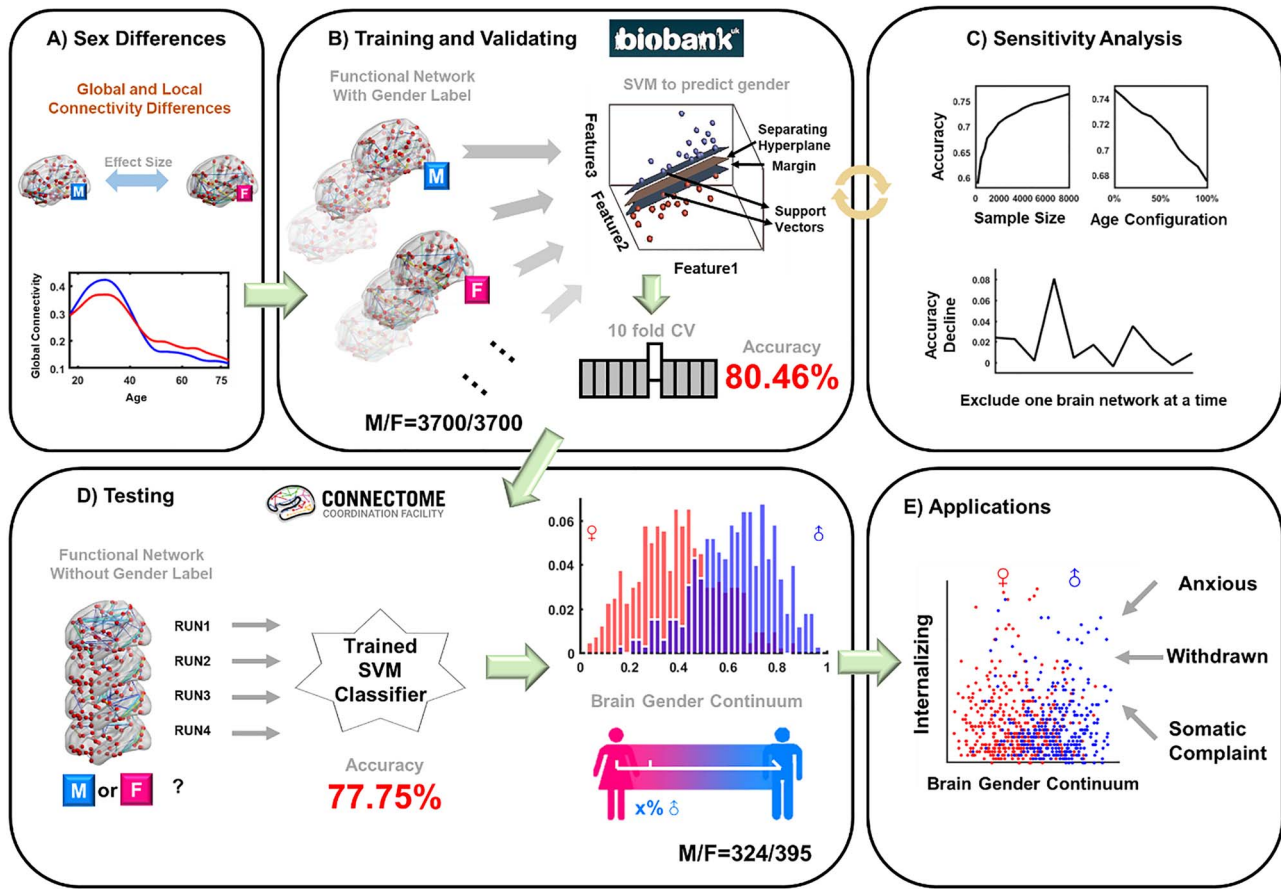 A) Sex Differences
Global and Local
Connectivity Differences
Effect Size
M
F
Global Connectivity
0.4
0.3
0.2
0.1
20
40
60
75
Age
B) Training and Validating
biobank uk
Functional Network
With Gender Label
M
F
M/F=3700/3700
SVM to predict gender
Feature3
Feature2
Feature1
Separating
Hyperplane
Margin
Support
Vectors
10 fold CV
Accuracy
80.46%
C) Sensitivity Analysis
Accuracy
0.75
0.7
0.65
0.6
0 2000 4000 6000 8000
Sample Size
0.74
0.72
0.7
0.68
0% 50% 100%
Age Configuration
Accuracy
Decline
0.08
0.06
0.04
0.02
0
Exclude one brain network at a time
D) Testing
CONNECTOME
COORDINATION FACILITY
Functional Network
Without Gender Label
RUN1
RUN2
RUN3
RUN4
M or F ?
Trained
SVM
Classifier
Accuracy
77.75%
0.06
0.04
0.02
0
♀
♂
0 0.2 0.4 0.6 0.8 1
Brain Gender Continuum
x% ♂
M/F=324/395
E) Applications
♀
♂
Internalizing
Brain Gender Continuum
Anxious
Withdrawn
Somatic
Complaint